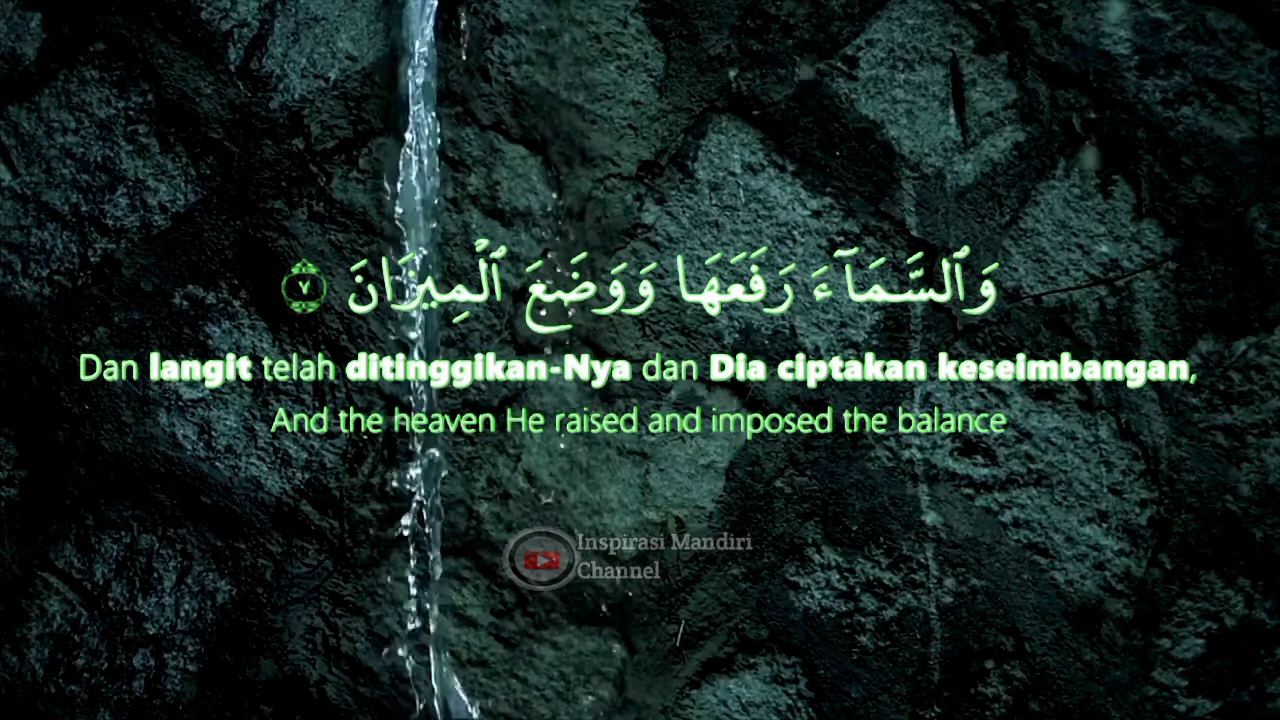 وَٱلسَّمَآءَ رَفَعَهَا وَوَضَعَ ٱلْمِيزَانَ ٧
Dan langit telah ditinggikan-Nya dan Dia ciptakan keseimbangan,
And the heaven He raised and imposed the balance
Inspirasi Mandiri
Channel